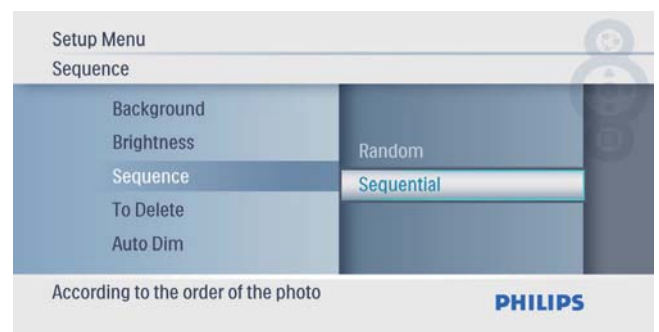 Setup Menu
Sequence
Background
Brightness
Sequence
To Delete
Auto Dim
Random
Sequential
According to the order of the photo
PHILIPS